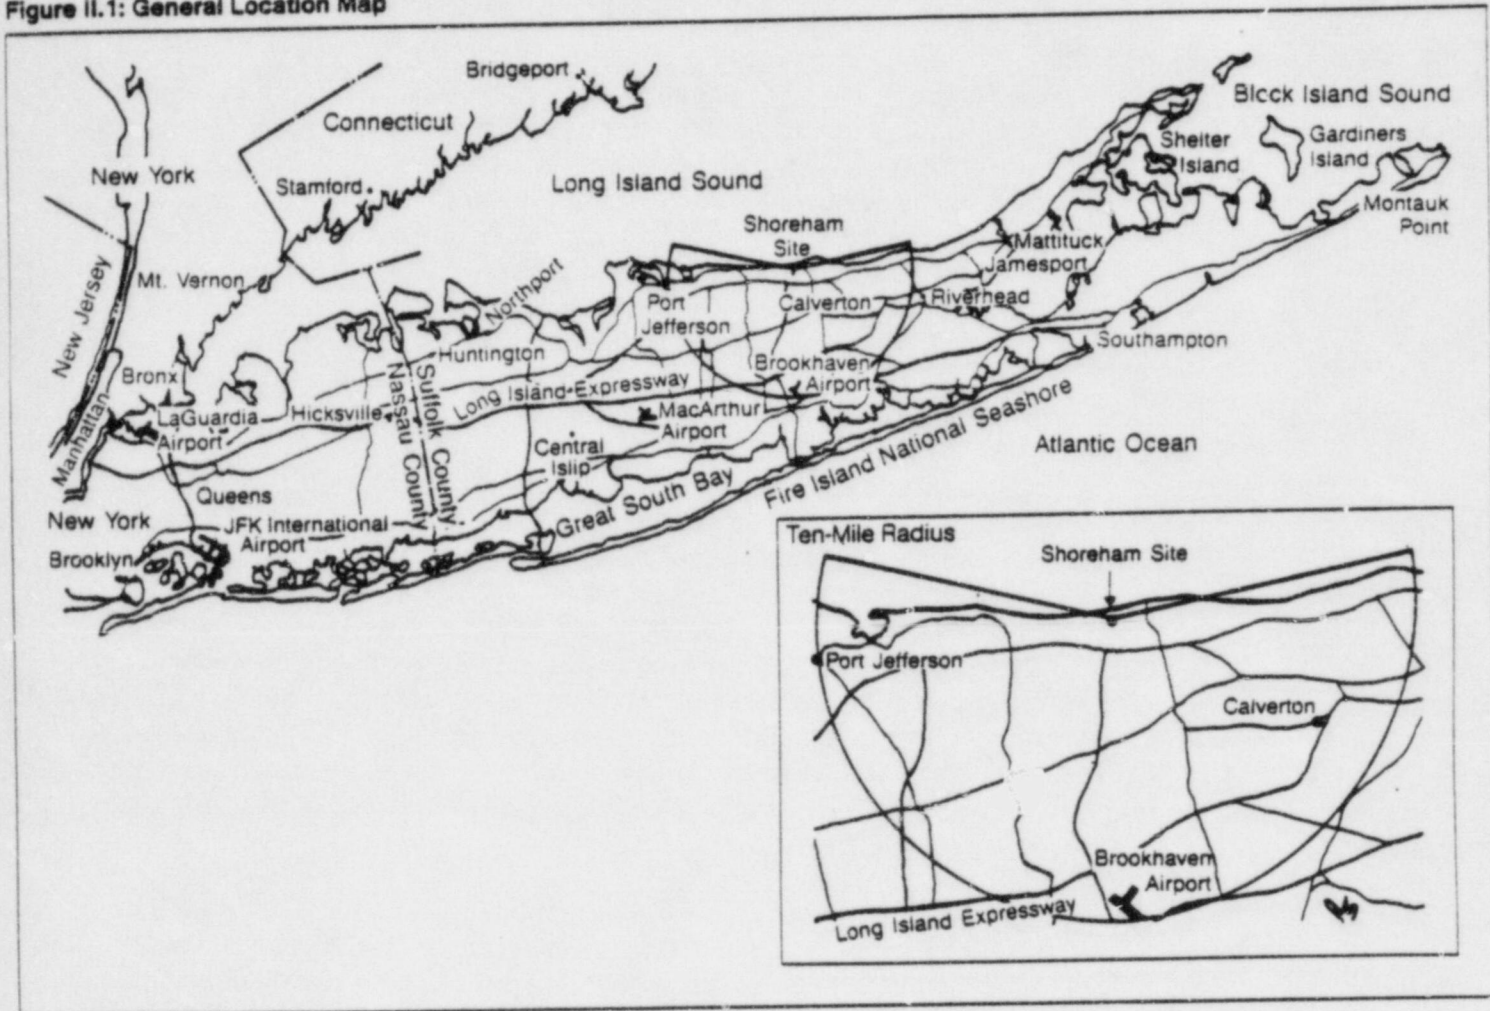 Figure II.1: General Location Map
Bridgeport
Connecticut
Block Island Sound
Gardiners
Island
Shelter
Island
New York
Stamford
Long Island Sound
Montauk
Point
Shoreham
Site
Mattituck
Jamesport
New Jersey
Mt. Vernon
Northport
Port
Jefferson
Calverton
Riverhead
Southampton
Huntington
Bronx
Brookhaven
Airport
Long Island Expressway
Suffolk County
Nassau County
Hicksville
LaGuardia
Airport
Manhattan
MacArthur
Airport
Central
Islip
Fire Island National Seashore
Atlantic Ocean
Great South Bay
Queens
New York
JFK International
Airport
Brooklyn
Ten-Mile Radius
Shoreham Site
Port Jefferson
Calverton
Brookhaven
Airport
Long Island Expressway